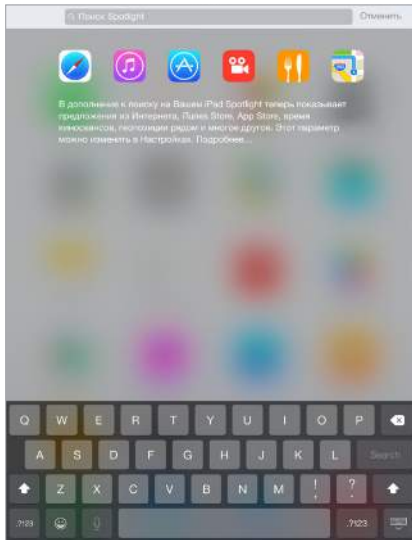 Поиск Spotlight
Отменить
В дополнение к поиску на Вашем iPad Spotlight теперь показывает
предложения из Интернета, iTunes Store, App Store, время
киносеансов, геопозиции рядом и многое другое. Этот параметр
можно изменить в Настройках. Подробнее...
Q W E R T Y U I O P
A S D F G H J K L Search
Z X C V B N M ! , ? .
.?123 .?123